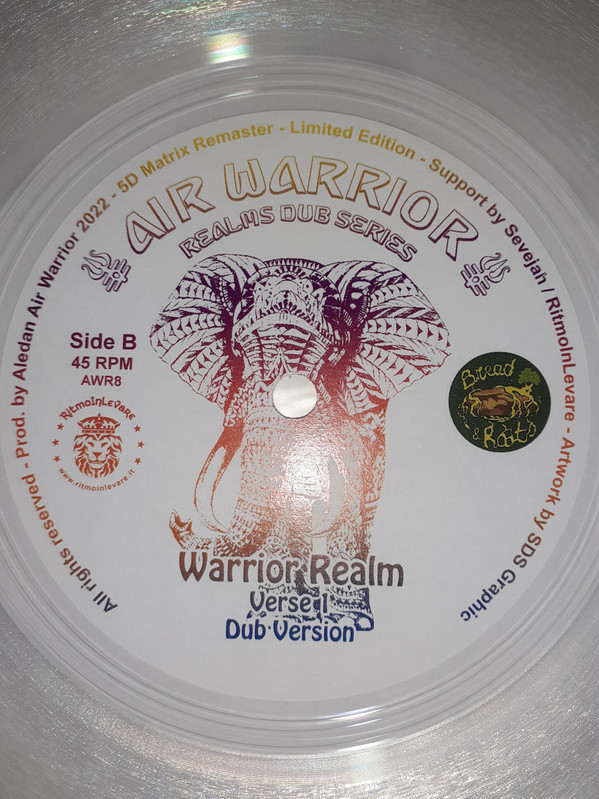 All rights reserved - Prod. by Aledan Air Warrior 2022 - 5D Matrix Remaster - Limited Edition - Support by Sevejah / RitmoInLevare - Artwork by SDS Graphic
AIR WARRIOR
REALMS DUB SERIES
Side B
45 RPM
AWR8
RITMOINLEVARE
www.ritmoinlevare.it
Bread
& Roots
Warrior Realm
Verse 1
Dub Version